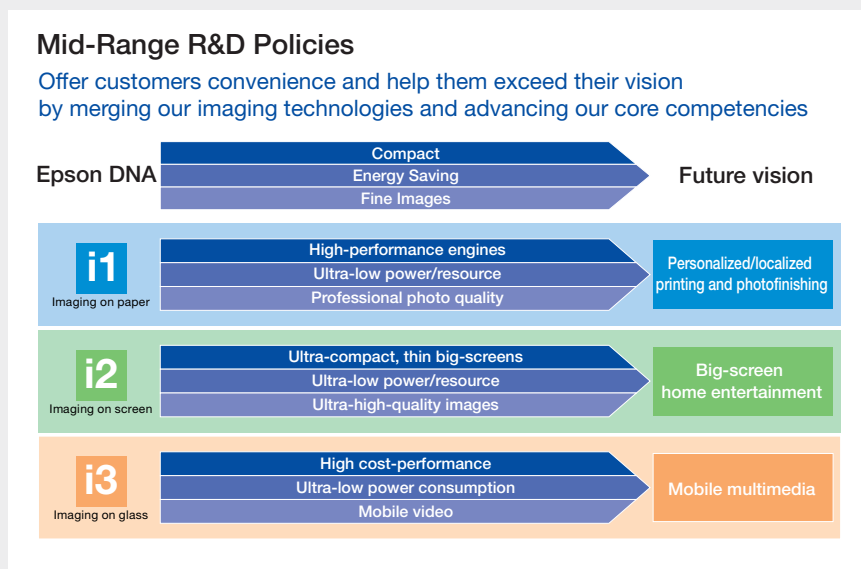 Mid-Range R&D Policies
Offer customers convenience and help them exceed their vision
by merging our imaging technologies and advancing our core competencies
Epson DNA
Compact
Energy Saving
Fine Images
Future vision
i1
Imaging on paper
High-performance engines
Ultra-low power/resource
Professional photo quality
Personalized/localized
printing and photofinishing
i2
Imaging on screen
Ultra-compact, thin big-screens
Ultra-low power/resource
Ultra-high-quality images
Big-screen
home entertainment
i3
Imaging on glass
High cost-performance
Ultra-low power consumption
Mobile video
Mobile multimedia